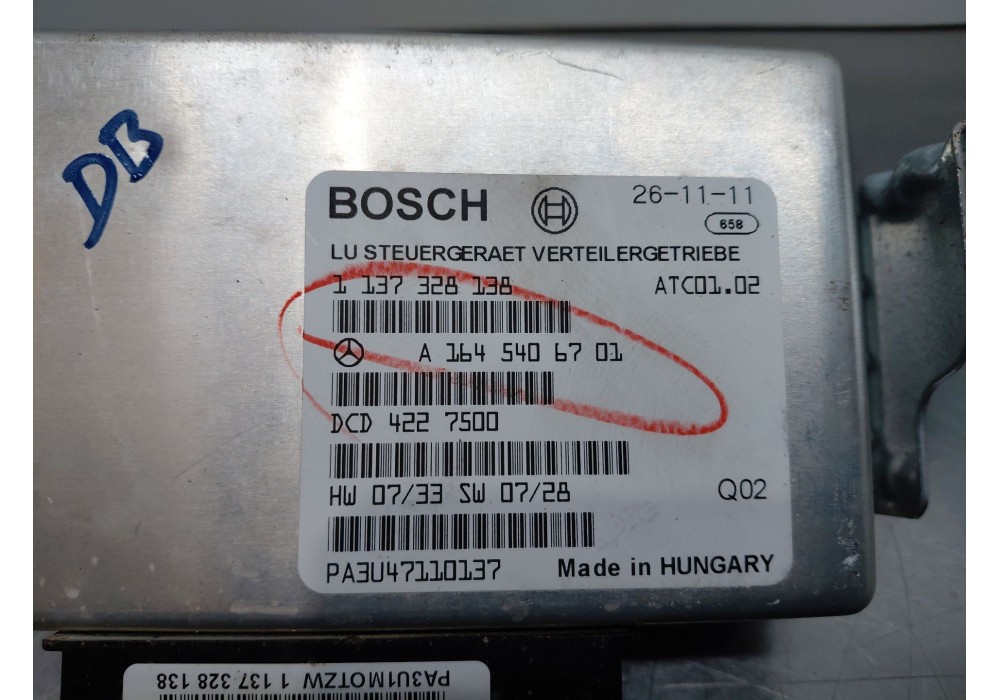 DB
BOSCH 26-11-11
658
LU STEUERGERAET VERTEILERGETRIEBE
1 137 328 138 ATC01.02
A 164 540 67 01
DCD 422 7500
HW 07/33 SW 07/28 Q02
PA3U47110137 Made in HUNGARY
PA3U1MOTZW 1 137 328 138